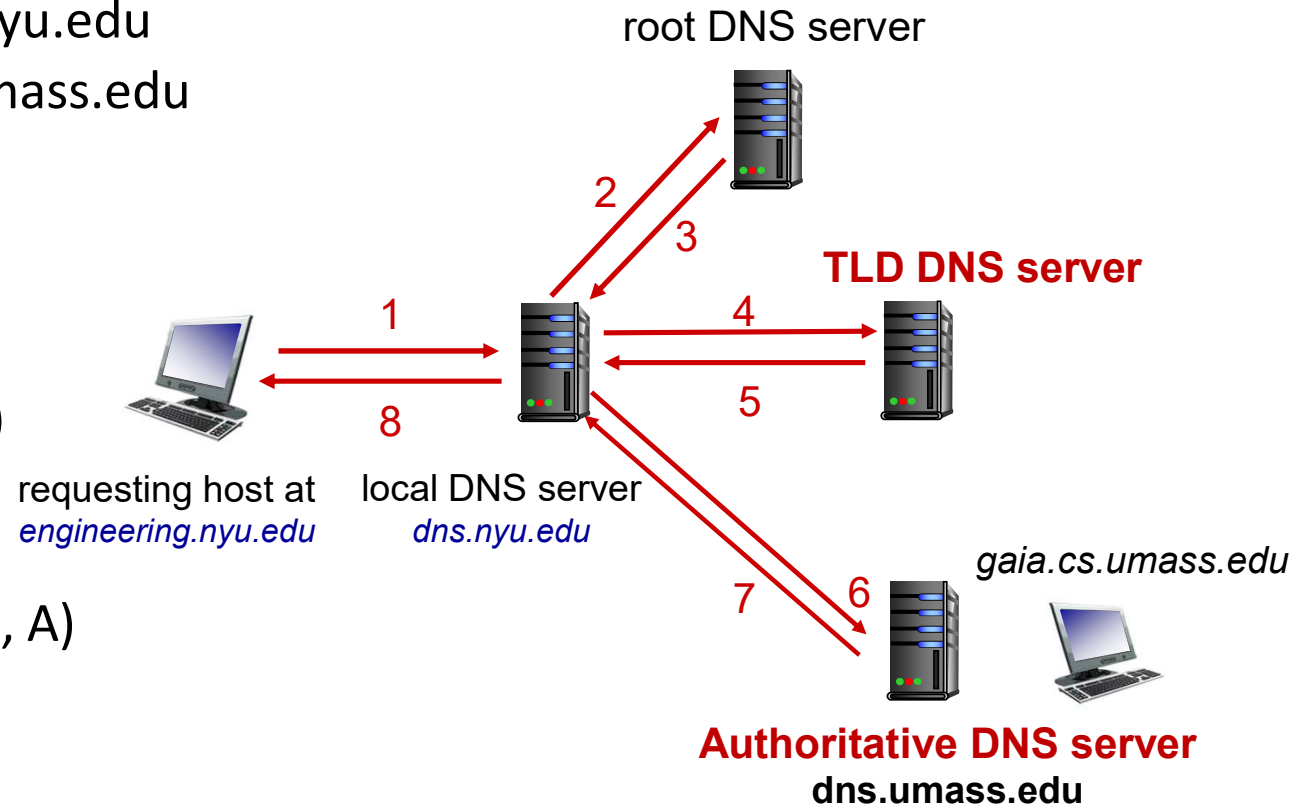 yu.edu
mass.edu
)
, A)
root DNS server
2
3
TLD DNS server
1
4
5
8
requesting host at
engineering.nyu.edu
local DNS server
dns.nyu.edu
gaia.cs.umass.edu
7
6
Authoritative DNS server
dns.umass.edu